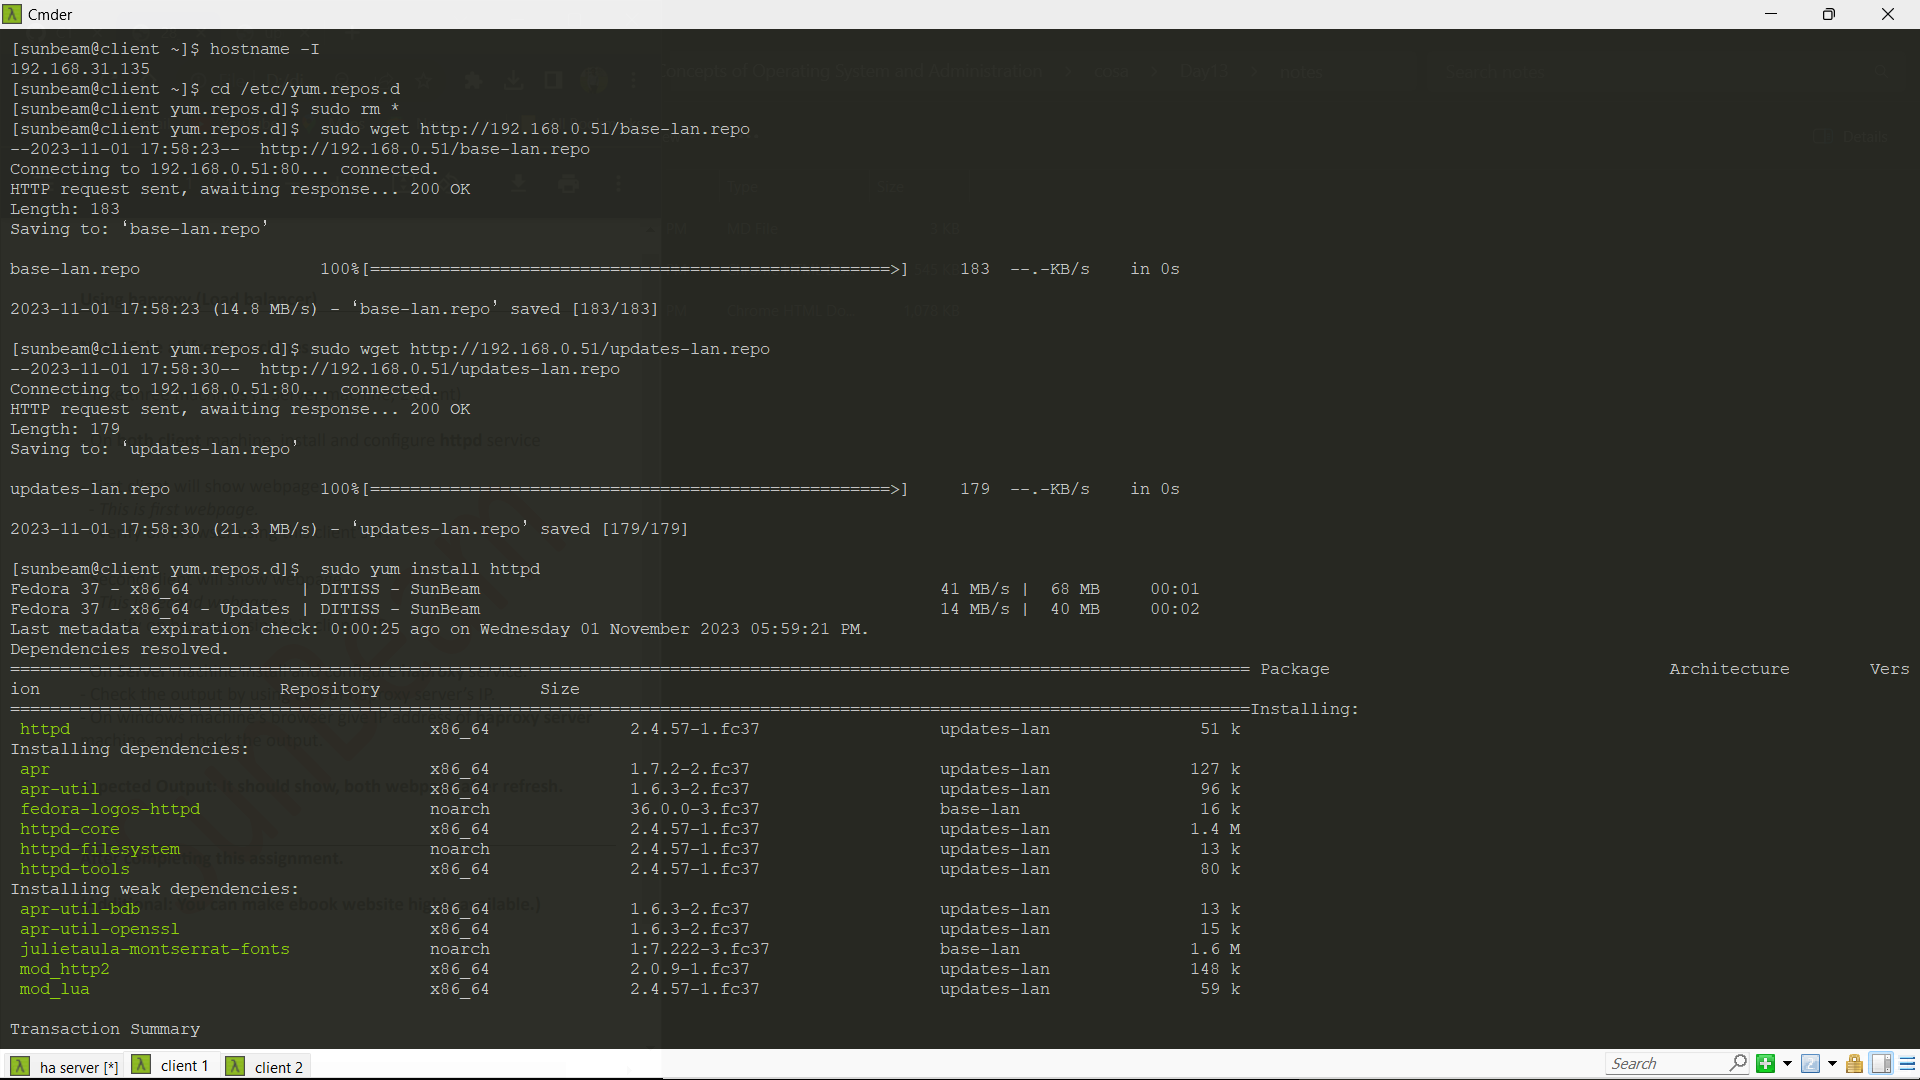 Cmder
[sunbeam@client ~]$ hostname -I
192.168.31.135
[sunbeam@client ~]$ cd /etc/yum.repos.d
[sunbeam@client yum.repos.d]$ sudo rm *
[sunbeam@client yum.repos.d]$  sudo wget http://192.168.0.51/base-lan.repo
--2023-11-01 17:58:23--  http://192.168.0.51/base-lan.repo
Connecting to 192.168.0.51:80... connected.
HTTP request sent, awaiting response... 200 OK
Length: 183
Saving to: ‘base-lan.repo’
base-lan.repo 100%[====================================================>] 183 --.-KB/s in 0s
2023-11-01 17:58:23 (14.8 MB/s) - ‘base-lan.repo’ saved [183/183]
[sunbeam@client yum.repos.d]$ sudo wget http://192.168.0.51/updates-lan.repo
--2023-11-01 17:58:30--  http://192.168.0.51/updates-lan.repo
Connecting to 192.168.0.51:80... connected.
HTTP request sent, awaiting response... 200 OK
Length: 179
Saving to: ‘updates-lan.repo’
updates-lan.repo 100%[====================================================>] 179 --.-KB/s in 0s
2023-11-01 17:58:30 (21.3 MB/s) - ‘updates-lan.repo’ saved [179/179]
[sunbeam@client yum.repos.d]$  sudo yum install httpd
Fedora 37 - x86_64 | DITISS - SunBeam 41 MB/s | 68 MB 00:01
Fedora 37 - x86_64 - Updates | DITISS - SunBeam 14 MB/s | 40 MB 00:02
Last metadata expiration check: 0:00:25 ago on Wednesday 01 November 2023 05:59:21 PM.
Dependencies resolved.
============================================================================================================================ Package Architecture Vers
ion Repository Size
============================================================================================================================Installing:
httpd x86_64 2.4.57-1.fc37 updates-lan 51 k
Installing dependencies:
apr x86_64 1.7.2-2.fc37 updates-lan 127 k
apr-util x86_64 1.6.3-2.fc37 updates-lan 96 k
fedora-logos-httpd noarch 36.0.0-3.fc37 base-lan 16 k
httpd-core x86_64 2.4.57-1.fc37 updates-lan 1.4 M
httpd-filesystem noarch 2.4.57-1.fc37 updates-lan 13 k
httpd-tools x86_64 2.4.57-1.fc37 updates-lan 80 k
Installing weak dependencies:
apr-util-bdb x86_64 1.6.3-2.fc37 updates-lan 13 k
apr-util-openssl x86_64 1.6.3-2.fc37 updates-lan 15 k
julietaula-montserrat-fonts noarch 1:7.222-3.fc37 base-lan 1.6 M
mod_http2 x86_64 2.0.9-1.fc37 updates-lan 148 k
mod_lua x86_64 2.4.57-1.fc37 updates-lan 59 k
Transaction Summary
ha server [*] client 1 client 2 Search